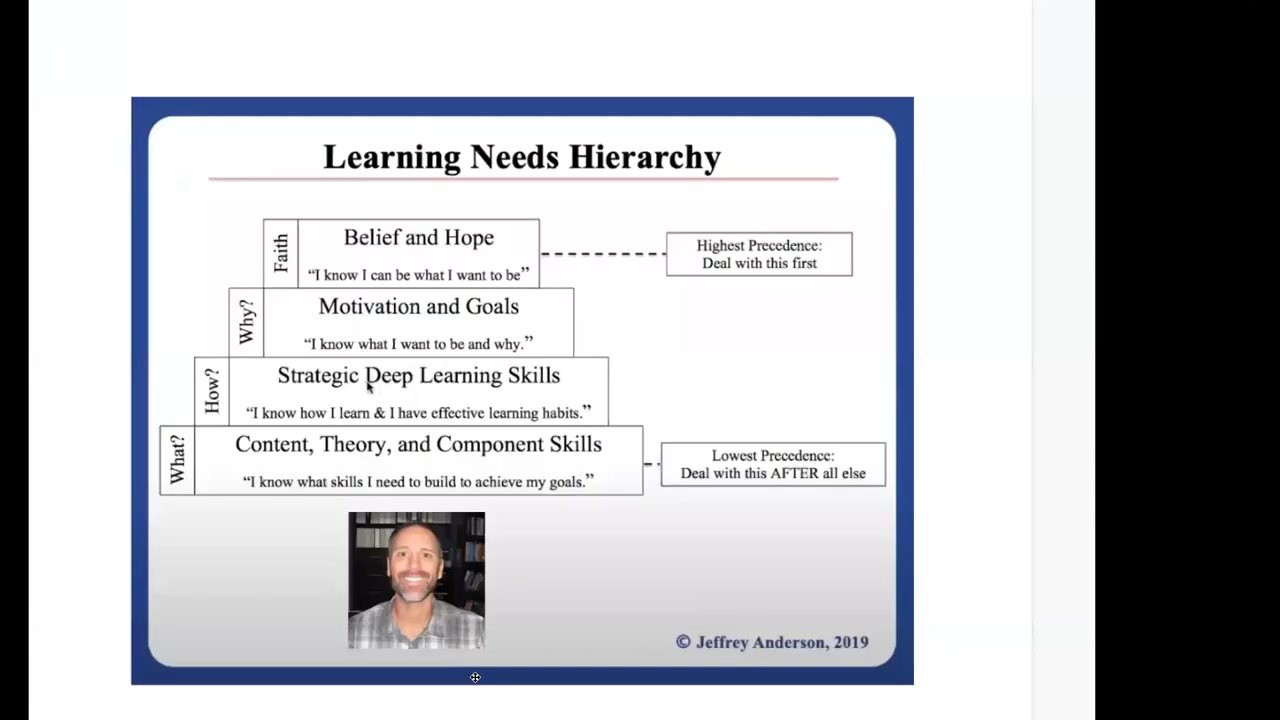 Learning Needs Hierarchy
Faith
Belief and Hope
“I know I can be what I want to be”
Highest Precedence:
Deal with this first
Why?
Motivation and Goals
“I know what I want to be and why.”
How?
Strategic Deep Learning Skills
“I know how I learn & I have effective learning habits.”
What?
Content, Theory, and Component Skills
“I know what skills I need to build to achieve my goals.”
Lowest Precedence:
Deal with this AFTER all else
© Jeffrey Anderson, 2019